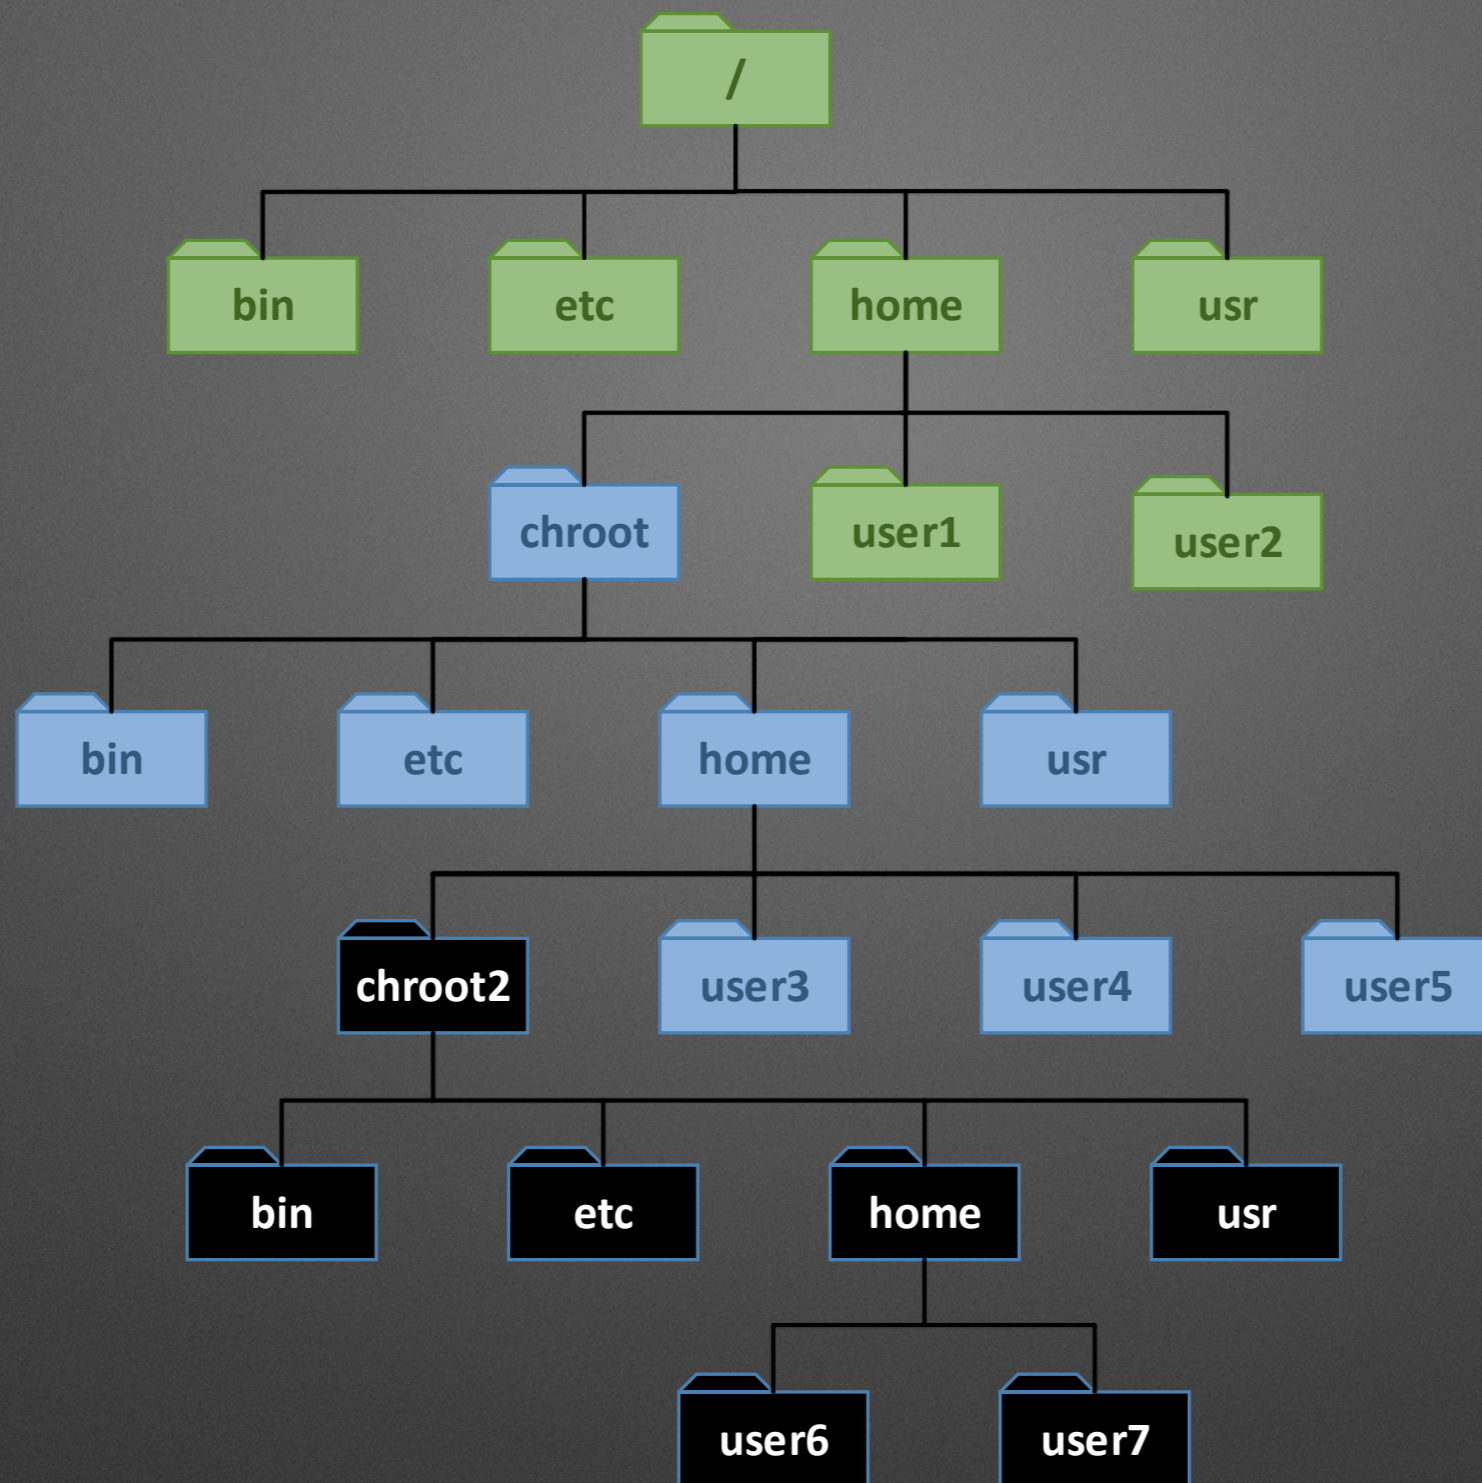 /
bin
etc
home
usr
chroot
user1
user2
bin
etc
home
usr
chroot2
user3
user4
user5
bin
etc
home
usr
user6
user7